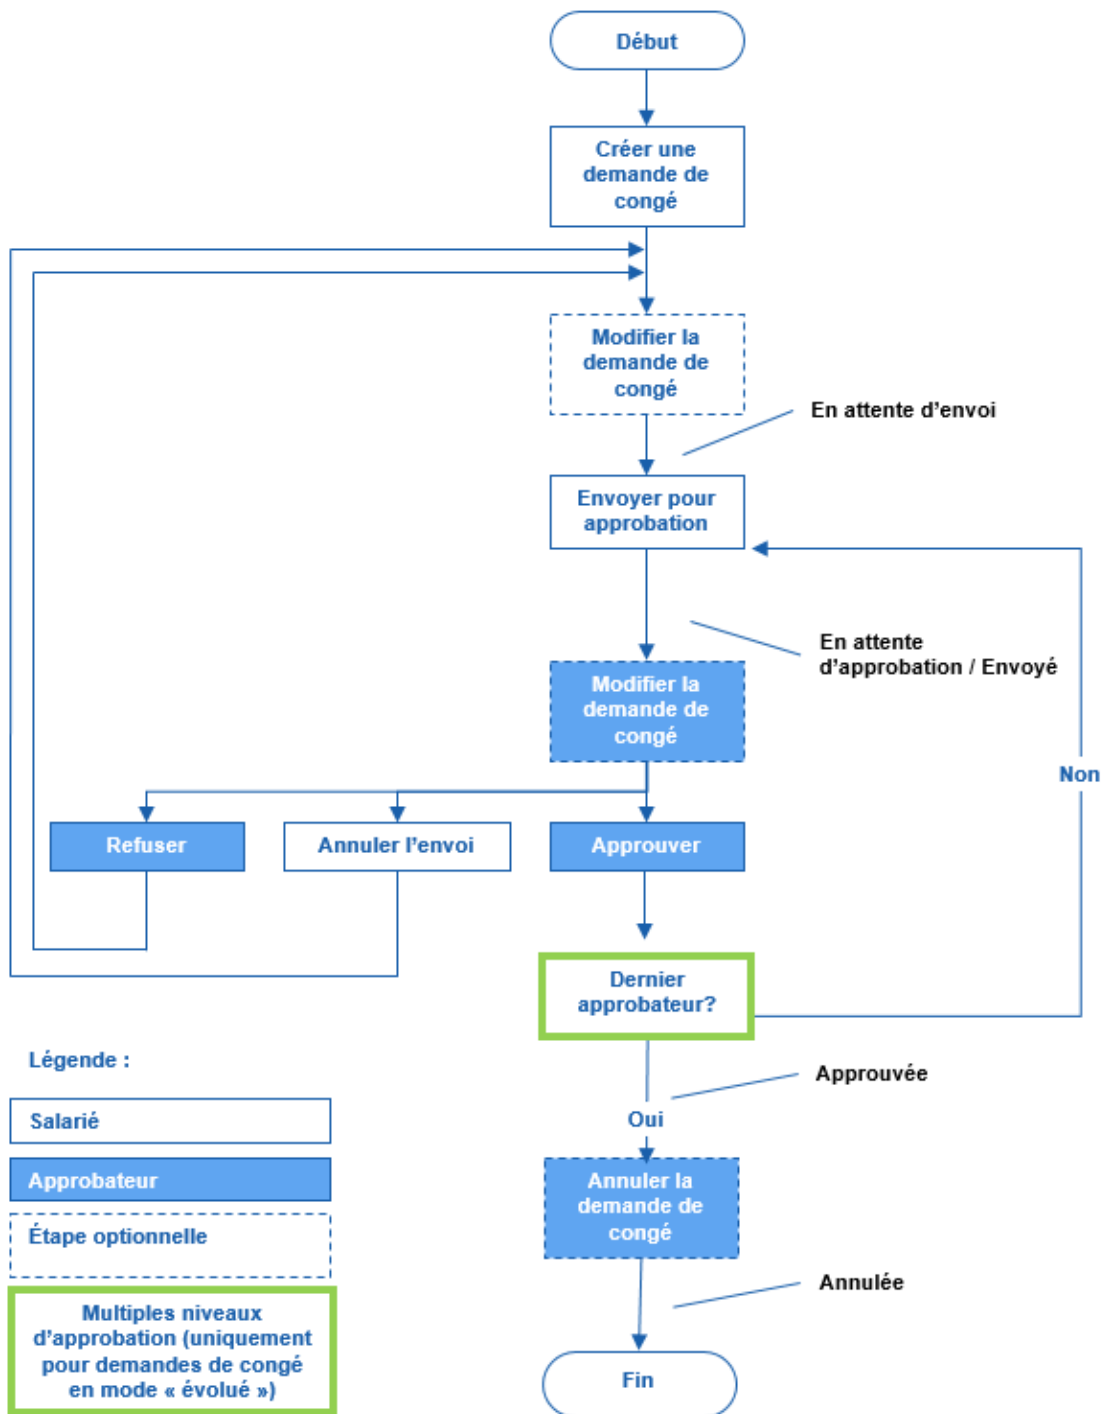 Début
Créer une
demande de
congé
Modifier la
demande de
congé
En attente d'envoi
Envoyer pour
approbation
En attente
d'approbation / Envoyé
Modifier la
demande de
congé
Non
Refuser
Annuler l'envoi
Approuver
Dernier
approbateur?
Légende :
Approuvée
Salarié
Oui
Approbateur
Annuler la
demande de
congé
Étape optionnelle
Annulée
Multiples niveaux
d'approbation (uniquement
pour demandes de congé
en mode « évolué »)
Fin